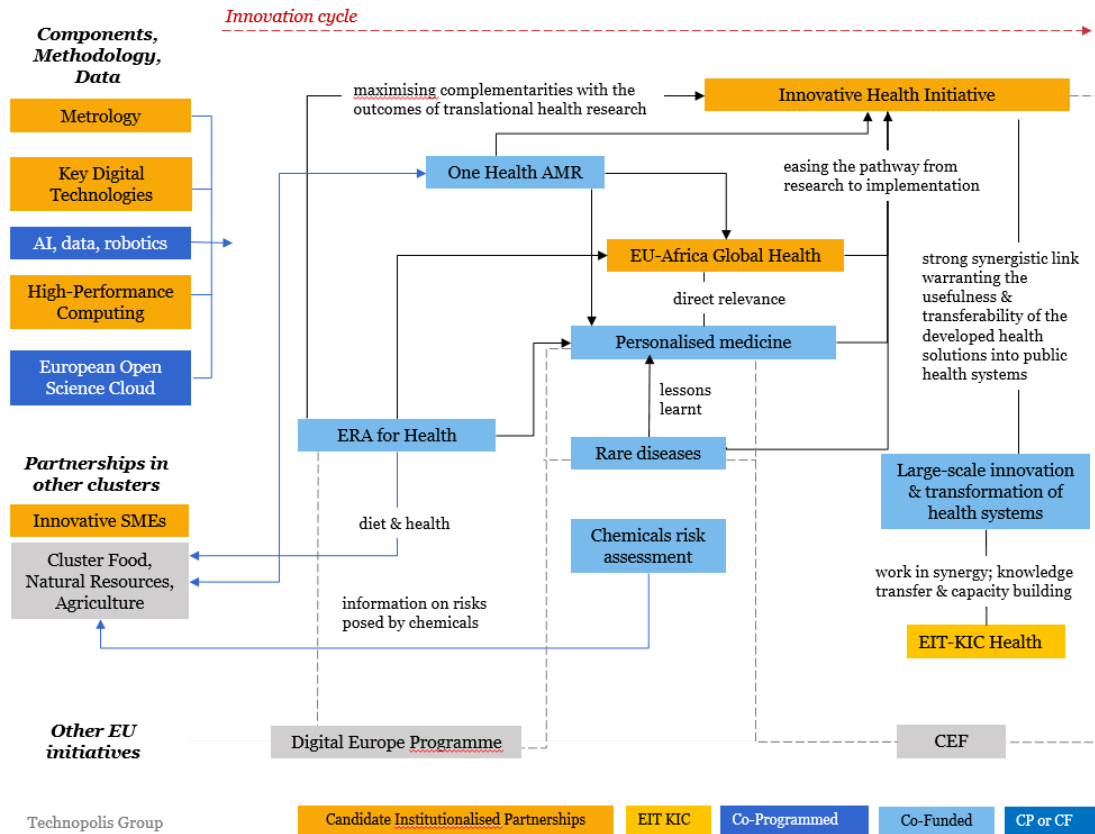 Innovation cycle
Components,
Methodology,
Data
Metrology
Key Digital
Technologies
AI, data, robotics
High-Performance
Computing
European Open
Science Cloud
Partnerships in
other clusters
Innovative SMEs
Cluster Food,
Natural Resources,
Agriculture
Other EU
initiatives
maximising complementarities with the
outcomes of translational health research
Innovative Health Initiative
One Health AMR
easing the pathway from
research to implementation
EU-Africa Global Health
direct relevance
strong synergistic link
warranting the
usefulness &
transferability of the
developed health
solutions into public
health systems
Personalised medicine
lessons
learnt
ERA for Health
Rare diseases
Large-scale innovation
& transformation of
health systems
diet & health
Chemicals risk
assessment
work in synergy; knowledge
transfer & capacity building
information on risks
posed by chemicals
EIT-KIC Health
Digital Europe Programme
CEF
Technopolis Group
Candidate Institutionalised Partnerships
EIT KIC
Co-Programmed
Co-Funded
CP or CF